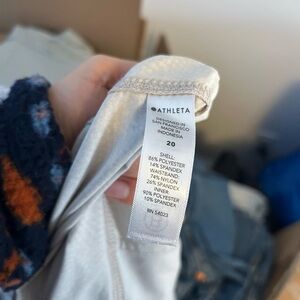 ATHLETA
DESIGNED IN
SAN FRANCISCO
MADE IN
INDONESIA
20
SHELL
86% POLYESTER
14% SPANDEX
WAISTBAND
74% NYLON
26% SPANDEX
INNER
90% POLYESTER
10% SPANDEX
RN 54023